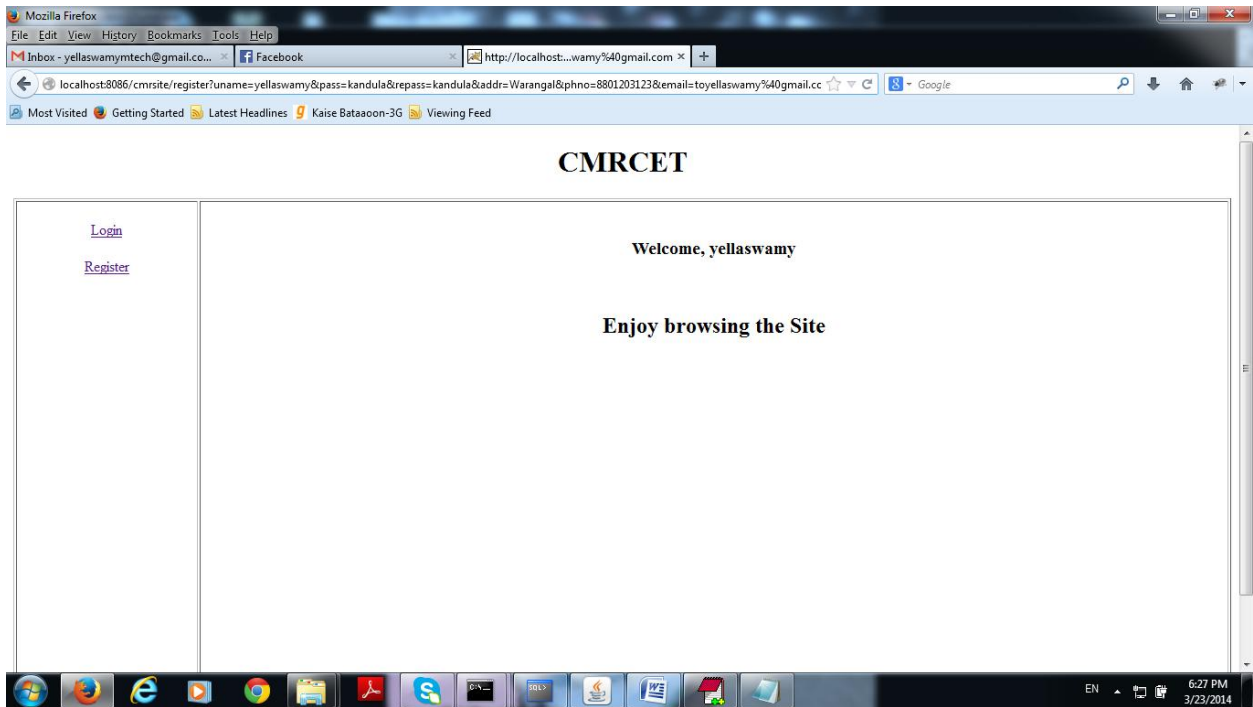 Mozilla Firefox
File Edit View History Bookmarks Tools Help
Inbox - yellaswamymtech@gmail.co...
Facebook
http://localhost:...wamy%40gmail.com
localhost:8086/cmrsite/register?uname=yellaswamy&pass=kandula&repass=kandula&addr=Warangal&phno=8801203123&email=toyellaswamy%40gmail.cc
Google
Most Visited Getting Started Latest Headlines Kaise Bataaoon-3G Viewing Feed
CMRCET
Login
Register
Welcome, yellaswamy
Enjoy browsing the Site
EN
6:27 PM
3/23/2014